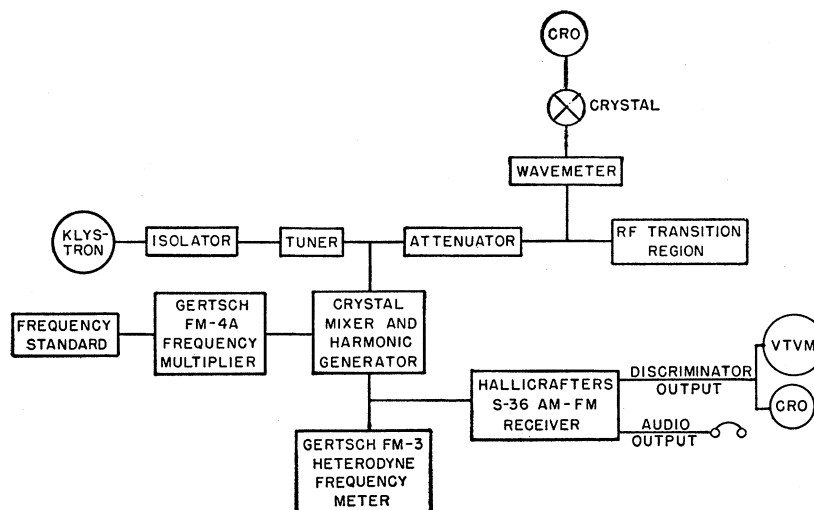 CRO
CRYSTAL
WAVEMETER
KLYS-
TRON
ISOLATOR
TUNER
ATTENUATOR
RF TRANSITION
REGION
FREQUENCY
STANDARD
GERTSCH
FM-4A
FREQUENCY
MULTIPLIER
CRYSTAL
MIXER AND
HARMONIC
GENERATOR
HALLICRAFTERS
S-36 AM-FM
RECEIVER
DISCRIMINATOR
OUTPUT
VTVM
CRO
AUDIO
OUTPUT
GERTSCH FM-3
HETERODYNE
FREQUENCY
METER